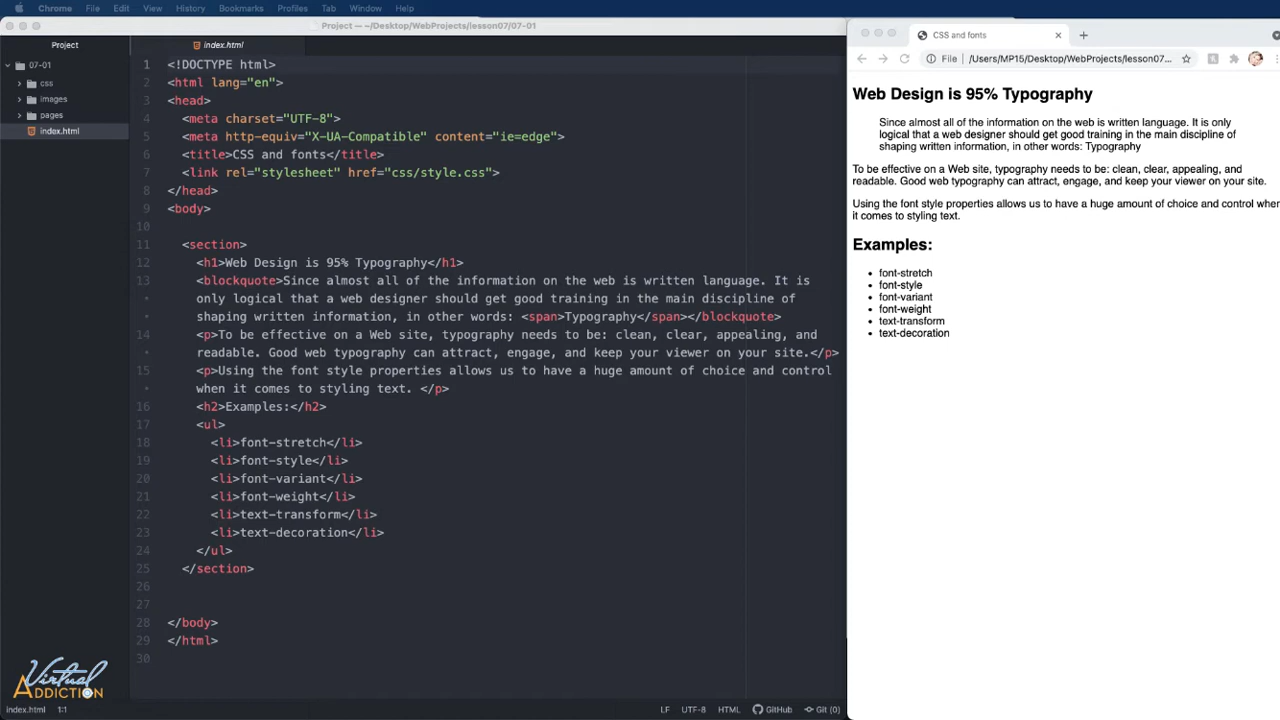 Chrome File Edit View History Bookmarks Profiles Tab Window Help
Project — ~/Desktop/WebProjects/lesson07/07-01
Project
07-01
css
images
pages
index.html
index.html
1 <!DOCTYPE html>
2 <html lang="en">
3 <head>
4 <meta charset="UTF-8">
5 <meta http-equiv="X-UA-Compatible" content="ie=edge">
6 <title>CSS and fonts</title>
7 <link rel="stylesheet" href="css/style.css">
8 </head>
9 <body>
10
11 <section>
12 <h1>Web Design is 95% Typography</h1>
13 <blockquote>Since almost all of the information on the web is written language. It is
• only logical that a web designer should get good training in the main discipline of
• shaping written information, in other words: <span>Typography</span></blockquote>
14 <p>To be effective on a Web site, typography needs to be: clean, clear, appealing, and
• readable. Good web typography can attract, engage, and keep your viewer on your site.</p>
15 <p>Using the font style properties allows us to have a huge amount of choice and control
• when it comes to styling text. </p>
16 <h2>Examples:</h2>
17 <ul>
18 <li>font-stretch</li>
19 <li>font-style</li>
20 <li>font-variant</li>
21 <li>font-weight</li>
22 <li>text-transform</li>
23 <li>text-decoration</li>
24 </ul>
25 </section>
26
27
28 </body>
29 </html>
30
Virtual
ADDICTION
index.html 1:1 LF UTF-8 HTML GitHub Git (0)
CSS and fonts
File /Users/MP15/Desktop/WebProjects/lesson07...
Web Design is 95% Typography
Since almost all of the information on the web is written language. It is only
logical that a web designer should get good training in the main discipline of
shaping written information, in other words: Typography
To be effective on a Web site, typography needs to be: clean, clear, appealing, and
readable. Good web typography can attract, engage, and keep your viewer on your site.
Using the font style properties allows us to have a huge amount of choice and control when
it comes to styling text.
Examples:
• font-stretch
• font-style
• font-variant
• font-weight
• text-transform
• text-decoration